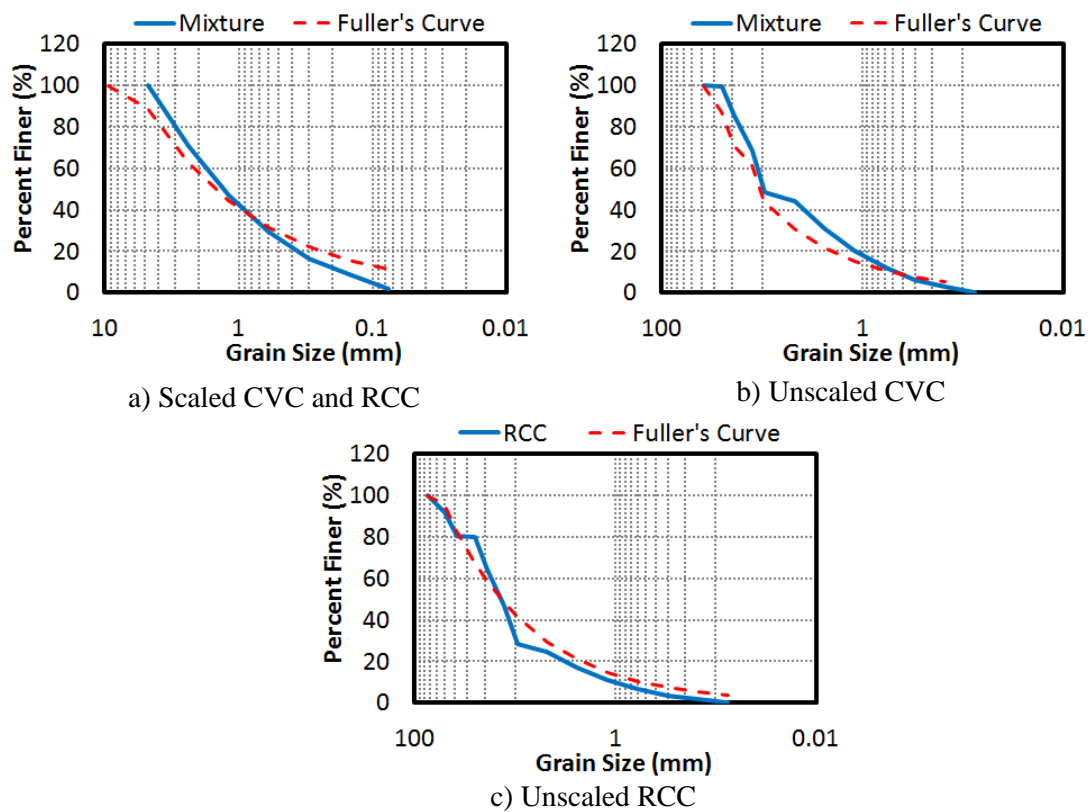 Mixture Fuller's Curve
120
100
80
60
40
20
0
Percent Finer (%)
10 1 0.1 0.01
Grain Size (mm)
a) Scaled CVC and RCC
Mixture Fuller's Curve
120
100
80
60
40
20
0
Percent Finer (%)
100 1 0.01
Grain Size (mm)
b) Unscaled CVC
RCC Fuller's Curve
120
100
80
60
40
20
0
Percent Finer (%)
100 1 0.01
Grain Size (mm)
c) Unscaled RCC